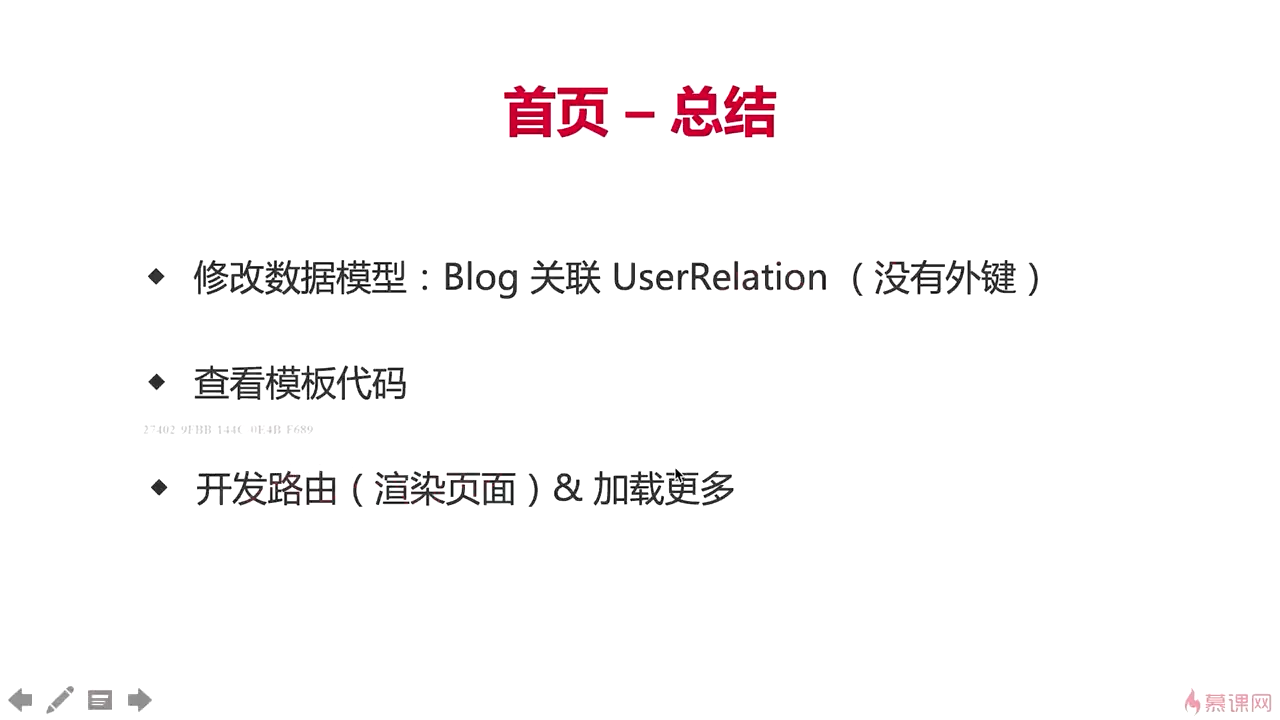 首页 – 总结
修改数据模型：Blog 关联 UserRelation （没有外键）
查看模板代码
27402 9FBB 144C 0E4B F689
开发路由（渲染页面）& 加载更多
慕课网